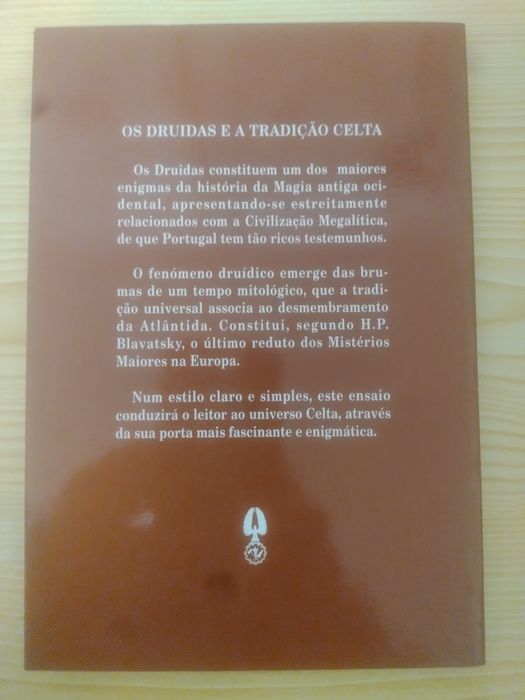 OS DRUIDAS E A TRADIÇÃO CELTA
Os Druidas constituem um dos maiores
enigmas da história da Magia antiga oci-
dental, apresentando-se estreitamente
relacionados com a Civilização Megalítica,
de que Portugal tem tão ricos testemunhos.
O fenómeno druídico emerge das bru-
mas de um tempo mitológico, que a tradi-
ção universal associa ao desmembramento
da Atlântida. Constitui, segundo H.P.
Blavatsky, o último reduto dos Mistérios
Maiores na Europa.
Num estilo claro e simples, este ensaio
conduzirá o leitor ao universo Celta, através
da sua porta mais fascinante e enigmática.